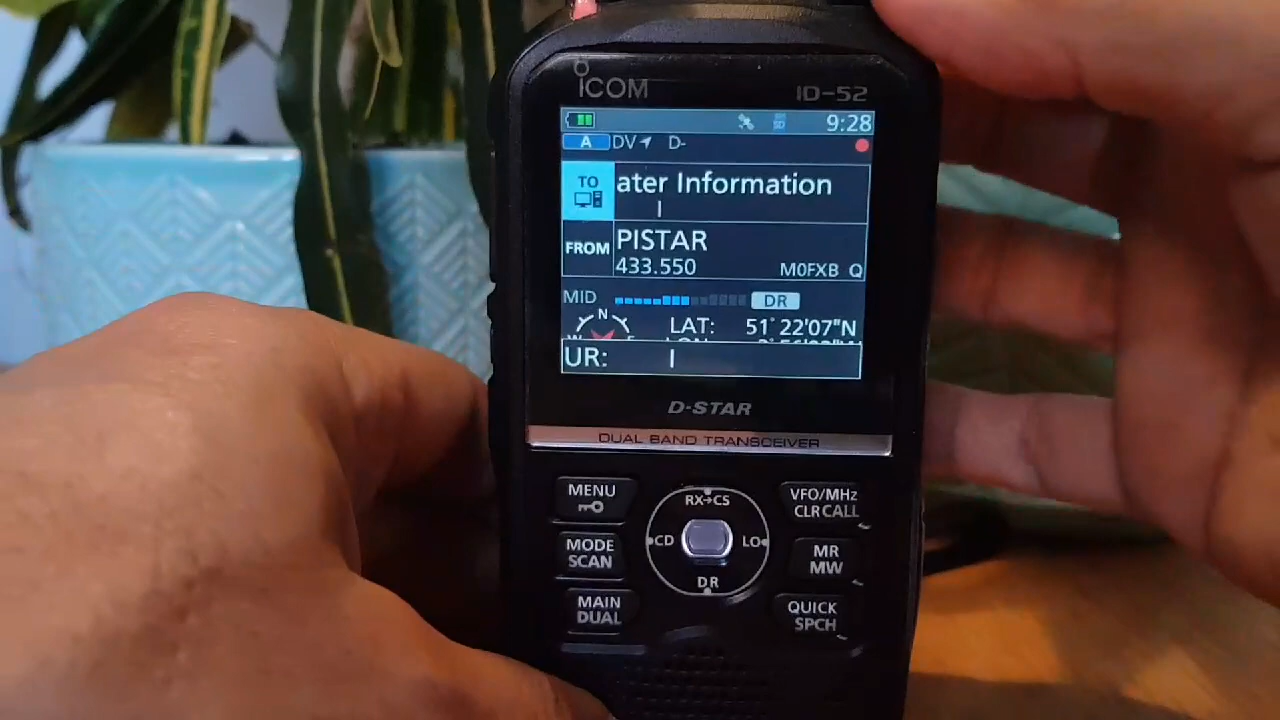 ICOM
ID-52
9:28
A DV D-
TO ater Information
I
FROM PISTAR
433.550 M0FXB Q
MID DR
N
LAT: 51°22'07"N
UR: I
D-STAR
DUAL BAND TRANSCEIVER
MENU
RX→CS
VFO/MHz
CLR CALL
MODE
SCAN
CD
LO
MR
MW
DR
MAIN
DUAL
QUICK
SPCH